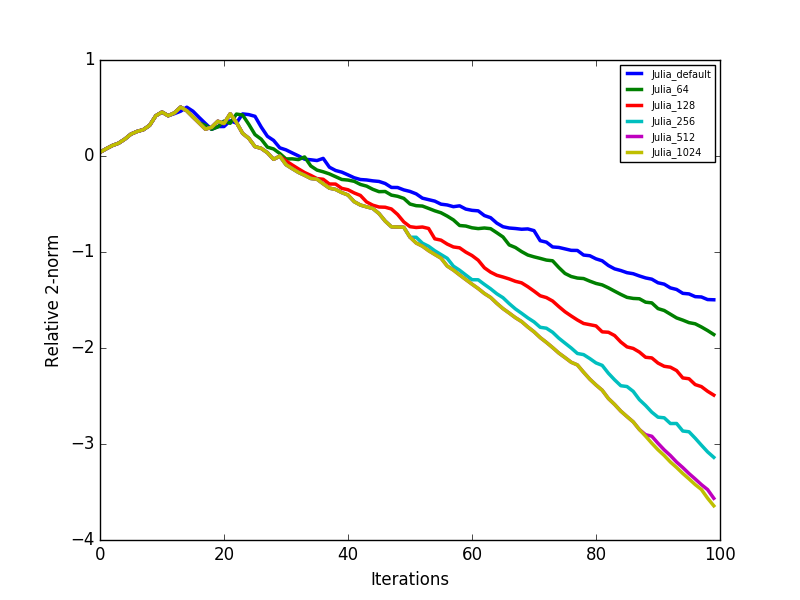 1
0
−1
−2
−3
−4
0 20 40 60 80 100
Iterations
Relative 2-norm
Julia_default
Julia_64
Julia_128
Julia_256
Julia_512
Julia_1024